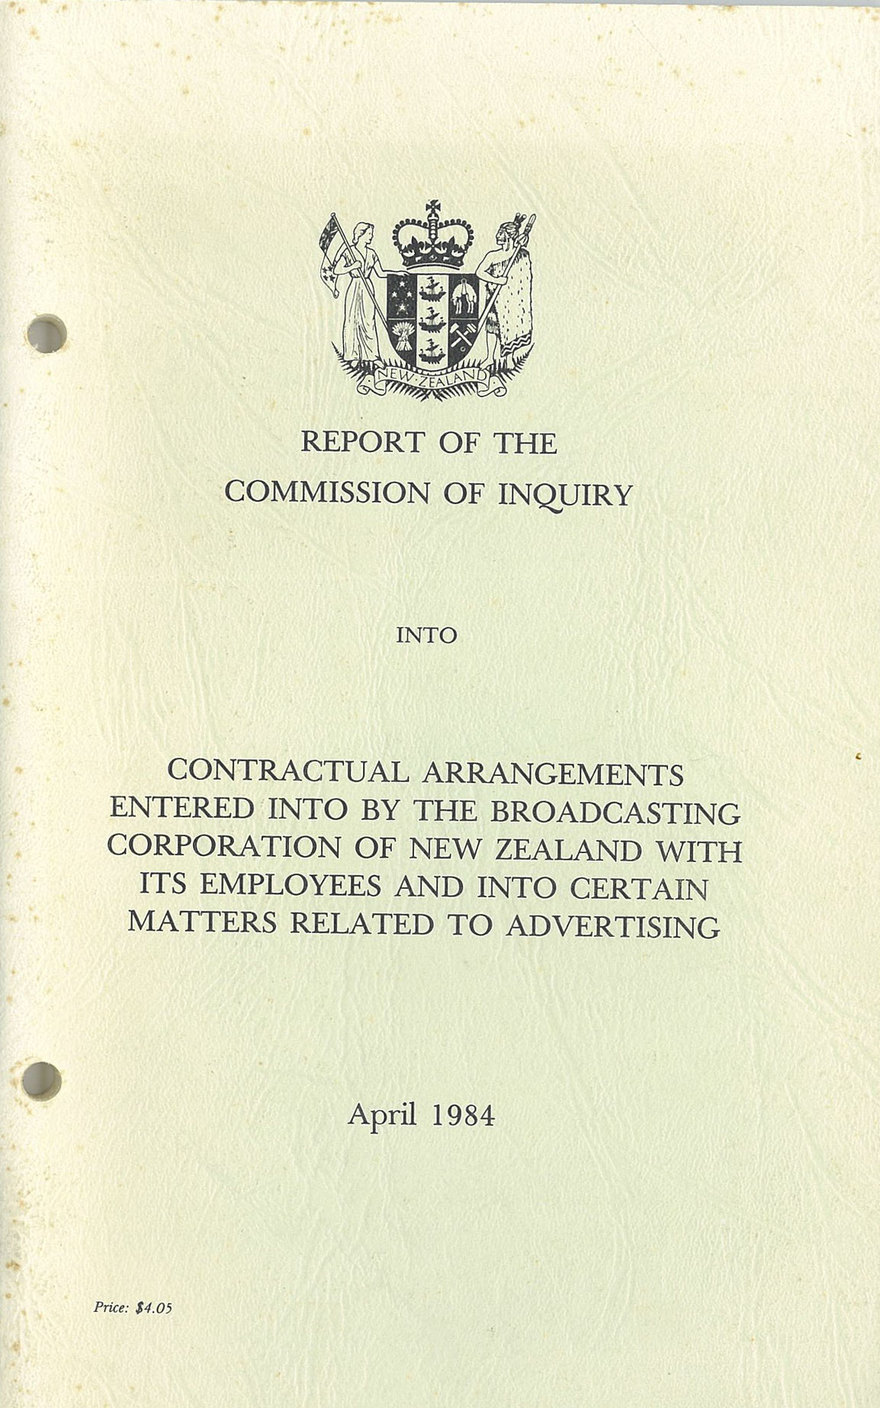 NEW·ZEALAND
REPORT OF THE
COMMISSION OF INQUIRY
INTO
CONTRACTUAL ARRANGEMENTS
ENTERED INTO BY THE BROADCASTING
CORPORATION OF NEW ZEALAND WITH
ITS EMPLOYEES AND INTO CERTAIN
MATTERS RELATED TO ADVERTISING
April 1984
Price: $4.05